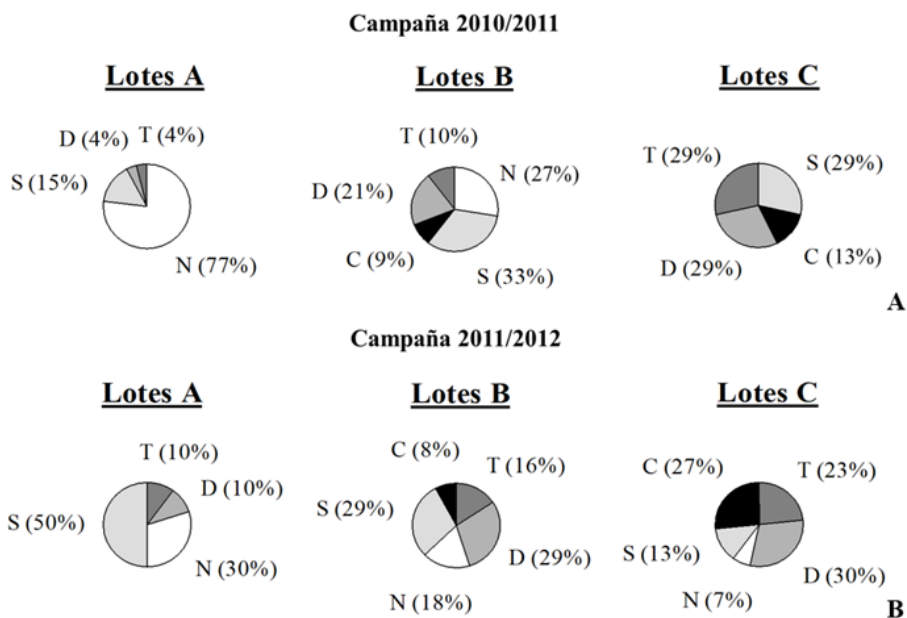 Campaña 2010/2011
Lotes A
Lotes B
Lotes C
D (4%)
T (4%)
S (15%)
N (77%)
T (10%)
N (27%)
D (21%)
C (9%)
S (33%)
T (29%)
S (29%)
D (29%)
C (13%)
A
Campaña 2011/2012
Lotes A
Lotes B
Lotes C
T (10%)
D (10%)
S (50%)
N (30%)
C (8%)
T (16%)
S (29%)
D (29%)
N (18%)
C (27%)
T (23%)
S (13%)
D (30%)
N (7%)
B